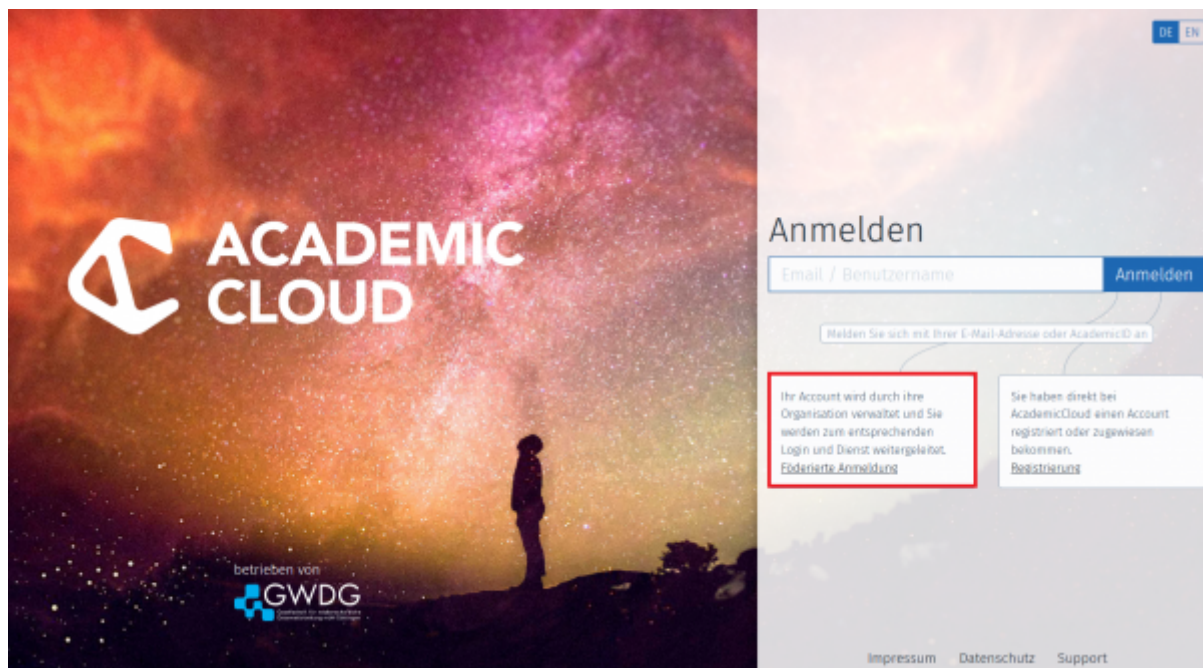 DE EN
ACADEMIC
CLOUD
betrieben von
GWDG
Anmelden
Email / Benutzername
Anmelden
Melden Sie sich mit Ihrer E-Mail-Adresse oder AcademicID an
Ihr Account wird durch ihre
Organisation verwaltet und Sie
werden zum entsprechenden
Login und Dienst weitergeleitet.
Föderierte Anmeldung
Sie haben direkt bei
AcademicCloud einen Account
registriert oder zugewiesen
bekommen.
Registrierung
Impressum Datenschutz Support